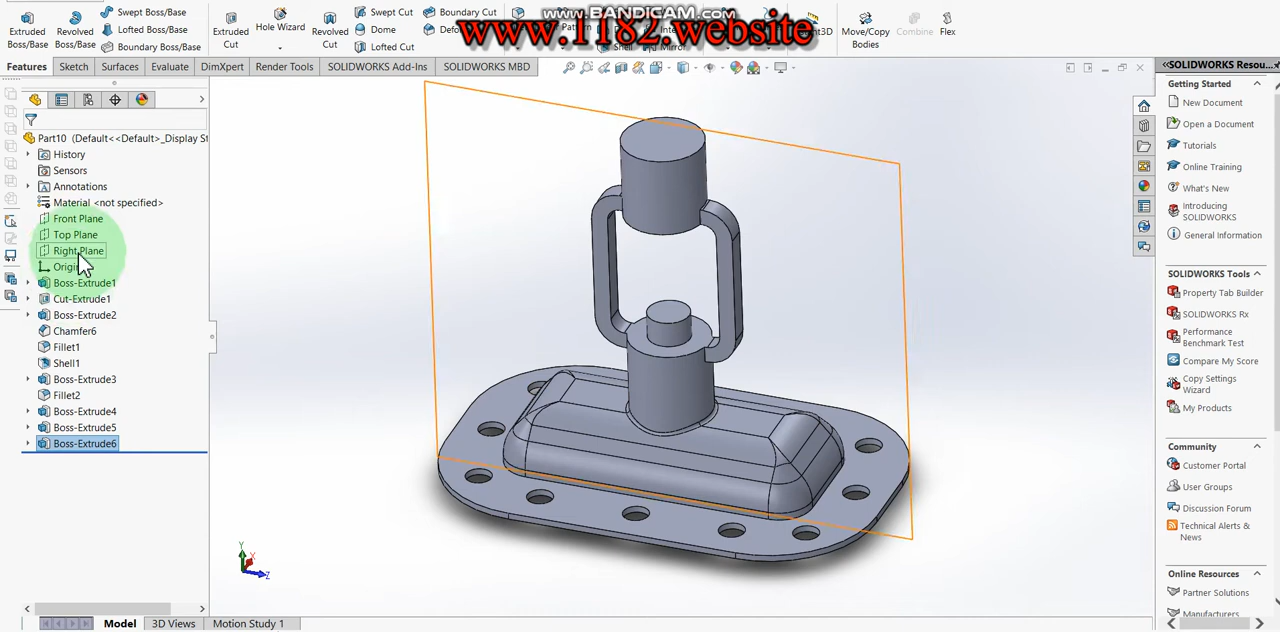 www.BANDICAM.com
www.1182.website
Extruded Boss/Base
Revolved Boss/Base
Swept Boss/Base
Lofted Boss/Base
Boundary Boss/Base
Extruded Cut
Hole Wizard
Revolved Cut
Swept Cut
Dome
Lofted Cut
Boundary Cut
Shell
Mirror
Move/Copy Bodies
Combine
Flex
Features
Sketch
Surfaces
Evaluate
DimXpert
Render Tools
SOLIDWORKS Add-Ins
SOLIDWORKS MBD
Part10 (Default<<Default>_Display St
History
Sensors
Annotations
Material <not specified>
Front Plane
Top Plane
Right Plane
Boss-Extrude1
Cut-Extrude1
Boss-Extrude2
Chamfer6
Fillet1
Shell1
Boss-Extrude3
Fillet2
Boss-Extrude4
Boss-Extrude5
Boss-Extrude6
Y
X
Z
Model
3D Views
Motion Study 1
SOLIDWORKS Resou...
Getting Started
New Document
Open a Document
Tutorials
Online Training
What's New
Introducing
SOLIDWORKS
General Information
SOLIDWORKS Tools
Property Tab Builder
SOLIDWORKS Rx
Performance
Benchmark Test
Compare My Score
Copy Settings
Wizard
My Products
Community
Customer Portal
User Groups
Discussion Forum
Technical Alerts &
News
Online Resources
Partner Solutions
Manufacturers